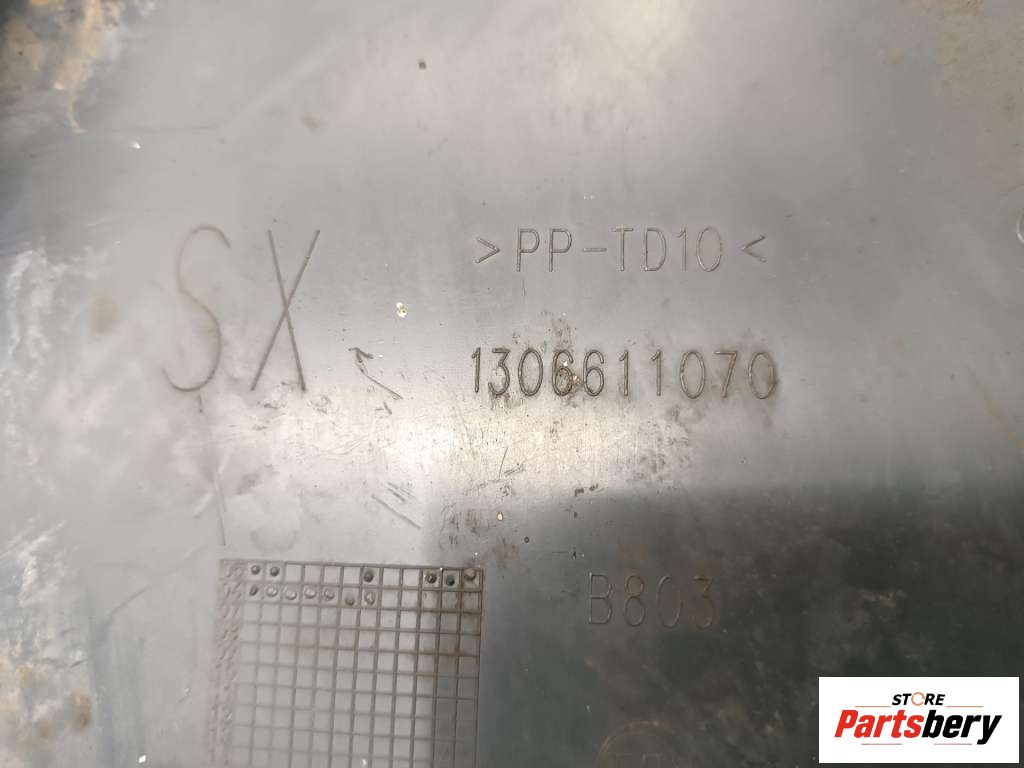 SX
>PP-TD10<
1306611070
B803
STORE
Partsbery